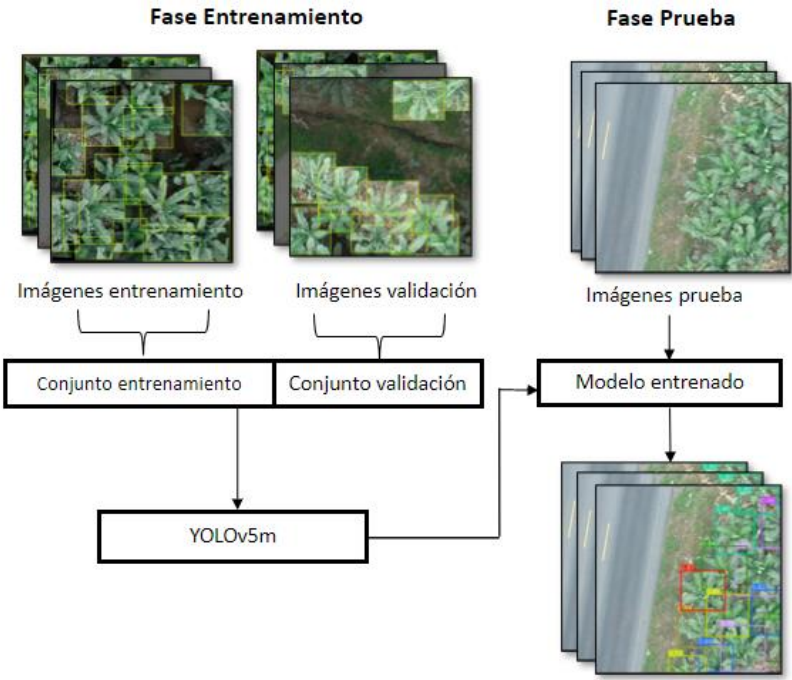 Fase Entrenamiento
Fase Prueba
Imágenes entrenamiento
Imágenes validación
Imágenes prueba
Conjunto entrenamiento
Conjunto validación
Modelo entrenado
YOLOv5m